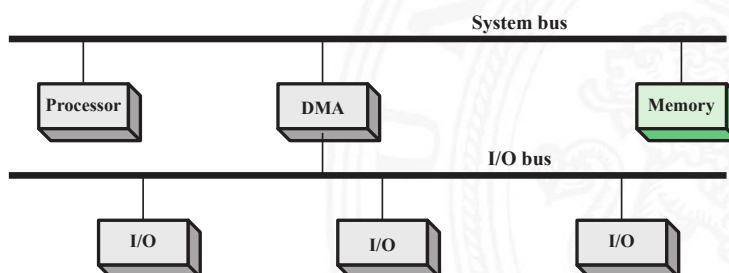 System bus
Processor
DMA
Memory
I/O bus
I/O
I/O
I/O